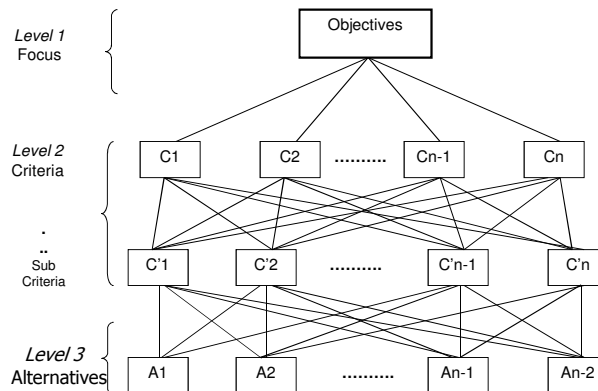 Objectives
Level 1
Focus
Level 2
Criteria
C1 C2 .......... Cn-1 Cn
.
..
Sub
Criteria
C'1 C'2 .......... C'n-1 C'n
Level 3
Alternatives
A1 A2 .......... An-1 An-2